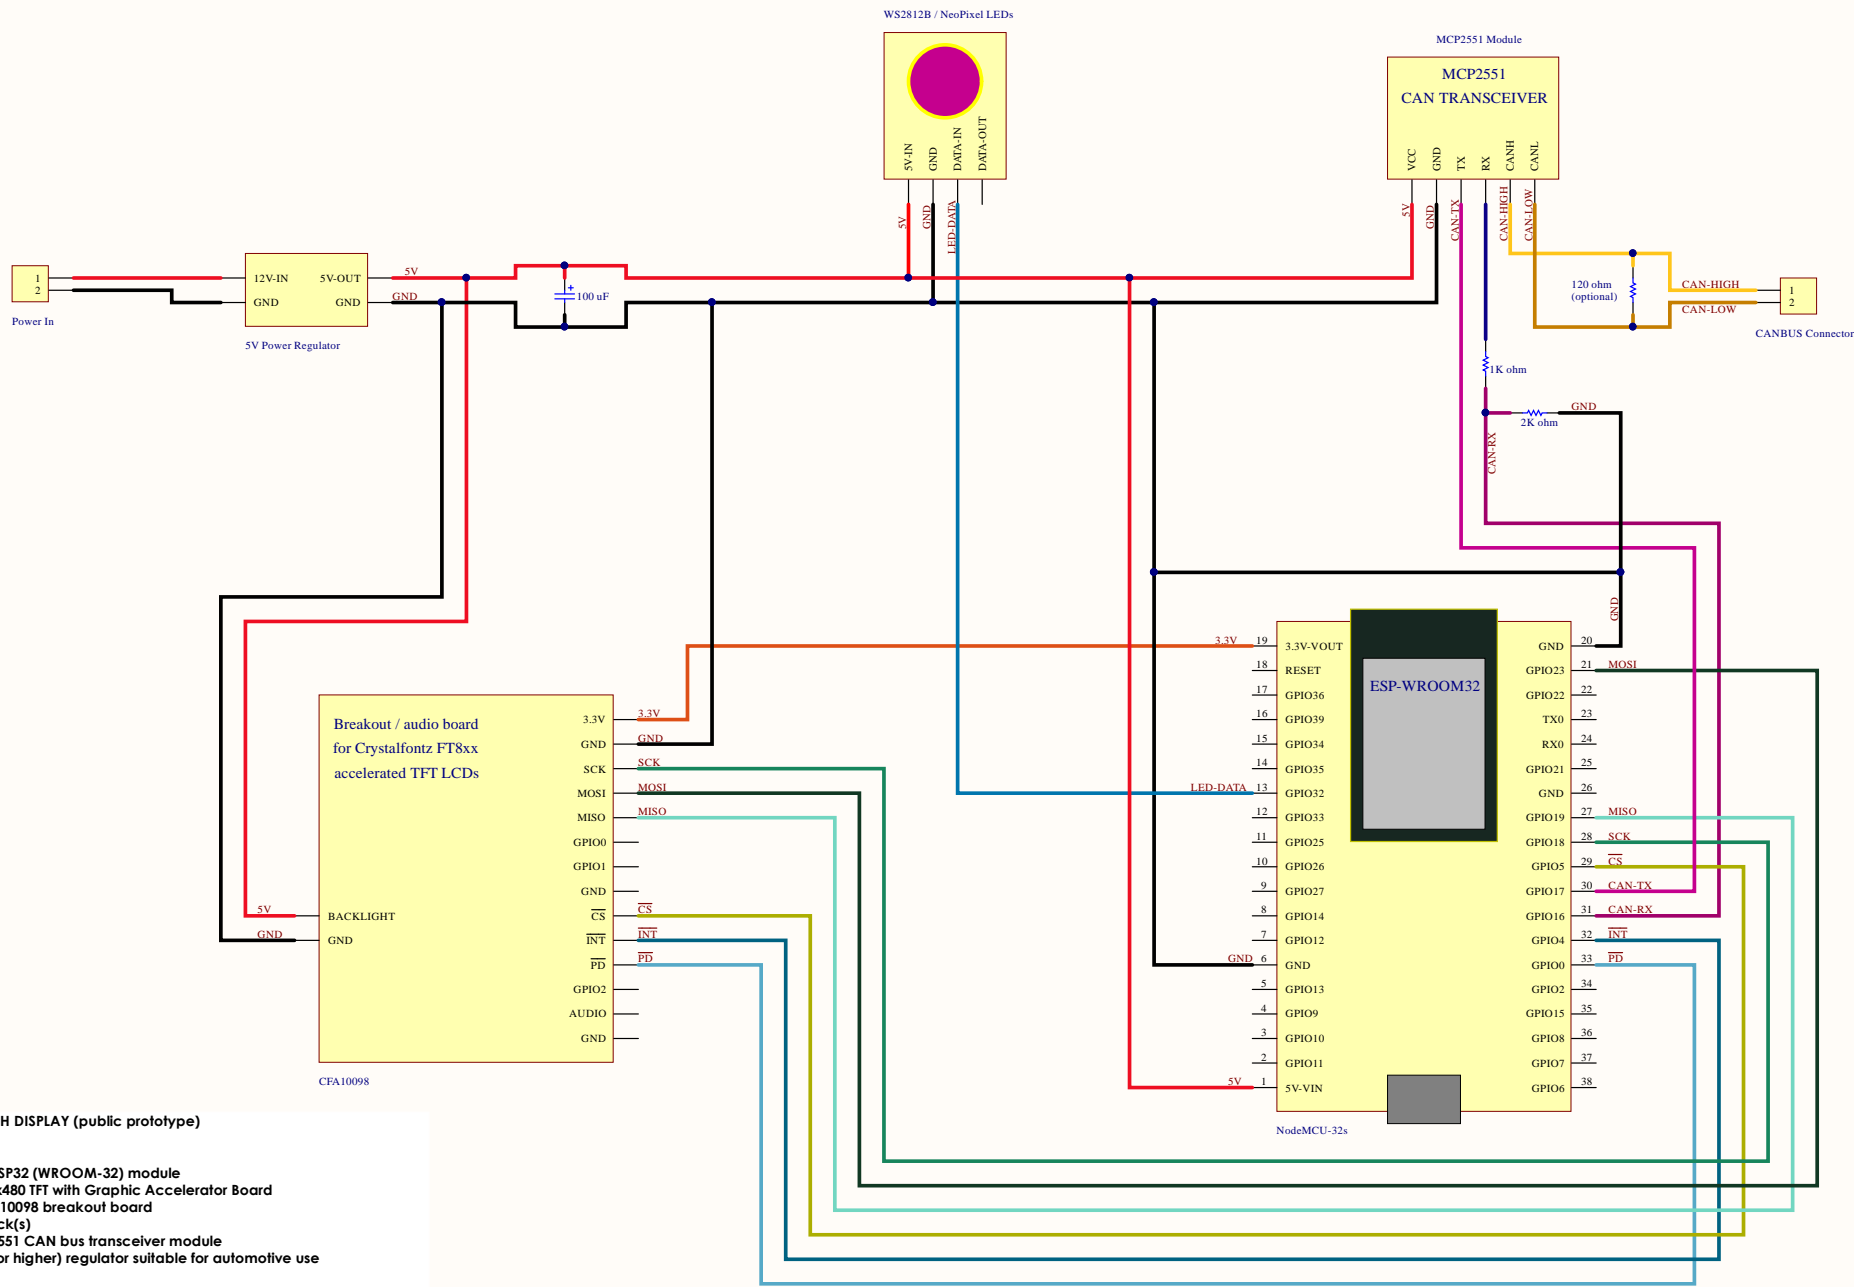 WS2812B / NeoPixel LEDs
5V-IN
GND
DATA-IN
DATA-OUT
5V
GND
LED-DATA
MCP2551 Module
MCP2551
CAN TRANSCEIVER
VCC
GND
TX
RX
CANH
CANL
5V
GND
CAN-TX
CAN-HIGH
CAN-LOW
1
2
Power In
12V-IN
GND
5V-OUT
GND
5V Power Regulator
5V
GND
+
100 uF
120 ohm
(optional)
CAN-HIGH
CAN-LOW
1
2
CANBUS Connector
1K ohm
2K ohm
GND
CAN-RX
GND
Breakout / audio board
for Crystalfontz FT8xx
accelerated TFT LCDs
BACKLIGHT
GND
5V
GND
3.3V
GND
SCK
MOSI
MISO
GPIO0
GPIO1
GND
CS
INT
PD
GPIO2
AUDIO
GND
3.3V
GND
SCK
MOSI
MISO
CS
INT
PD
CFA10098
ESP-WROOM32
3.3V 19 3.3V-VOUT
18 RESET
17 GPIO36
16 GPIO39
15 GPIO34
14 GPIO35
LED-DATA 13 GPIO32
12 GPIO33
11 GPIO25
10 GPIO26
9 GPIO27
8 GPIO14
7 GPIO12
GND 6 GND
5 GPIO13
4 GPIO9
3 GPIO10
2 GPIO11
5V 1 5V-VIN
GND 20
GPIO23 21 MOSI
GPIO22 22
TX0 23
RX0 24
GPIO21 25
GND 26
GPIO19 27 MISO
GPIO18 28 SCK
GPIO5 29 CS
GPIO17 30 CAN-TX
GPIO16 31 CAN-RX
GPIO4 32 INT
GPIO0 33 PD
GPIO2 34
GPIO15 35
GPIO8 36
GPIO7 37
GPIO6 38
NodeMCU-32s
H DISPLAY (public prototype)
SP32 (WROOM-32) module
480 TFT with Graphic Accelerator Board
10098 breakout board
ck(s)
551 CAN bus transceiver module
or higher) regulator suitable for automotive use